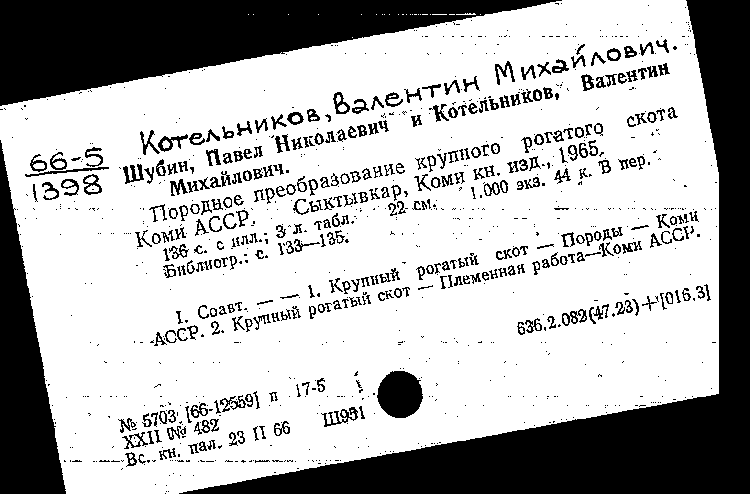 Котельников, Валентин Михайлович.
66-5
1398
Шубин, Павел Николаевич и Котельников, Валентин
Михайлович.
Породное преобразование крупного рогатого скота
Коми АССР. Сыктывкар, Коми кн. изд., 1965.
136 с. с илл.; 3 л. табл. 22 см. 1.000 экз. 44 к. В пер.
Библиогр.: с. 133—135.
I. Соавт. — — 1. Крупный рогатый скот — Породы — Коми
АССР. 2. Крупный рогатый скот — Племенная работа—Коми АССР.
636.2.082(47.23)+[016.3]
№ 5703 [66-12559] п 17-5
XXII № 482
Вс. кн. пал. 23 II 66 Ш951